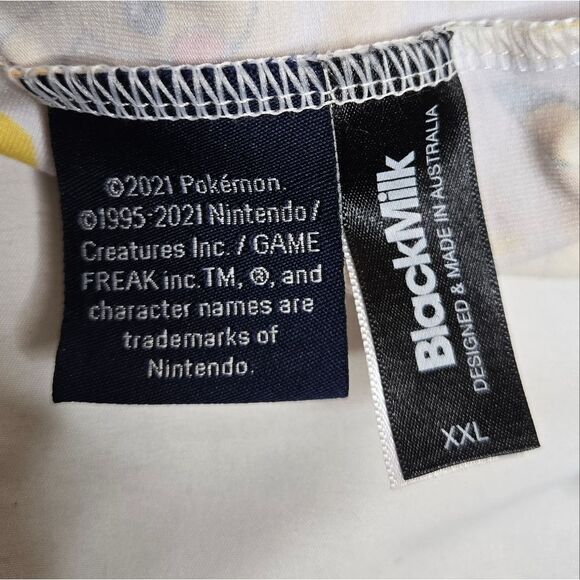 ©2021 Pokémon.
©1995-2021 Nintendo/
Creatures Inc. / GAME
FREAK inc.TM, ®, and
character names are
trademarks of
Nintendo.
BlackMilk
DESIGNED & MADE IN AUSTRALIA
XXL